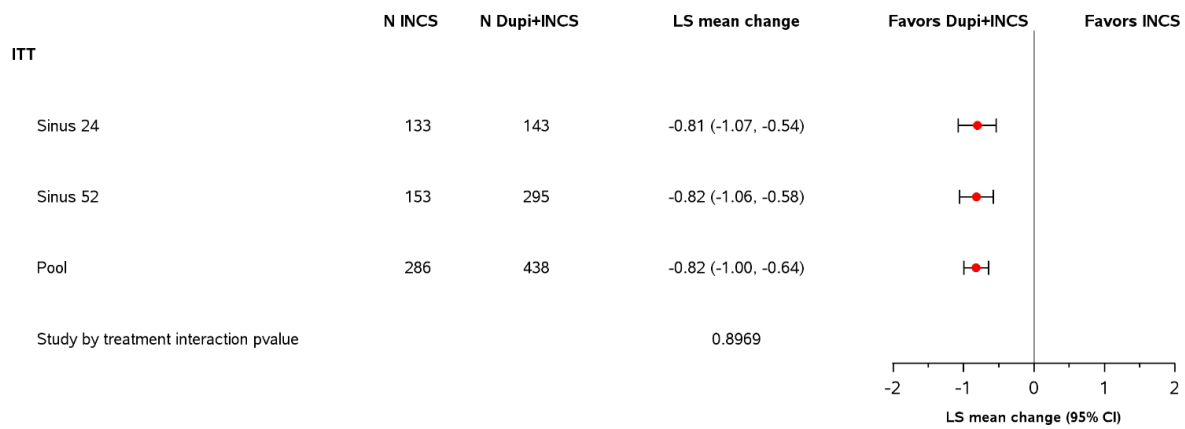 N INCS N Dupi+INCS LS mean change Favors Dupi+INCS Favors INCS
ITT
Sinus 24 133 143 -0.81 (-1.07, -0.54)
Sinus 52 153 295 -0.82 (-1.06, -0.58)
Pool 286 438 -0.82 (-1.00, -0.64)
Study by treatment interaction pvalue 0.8969
-2 -1 0 1 2
LS mean change (95% CI)